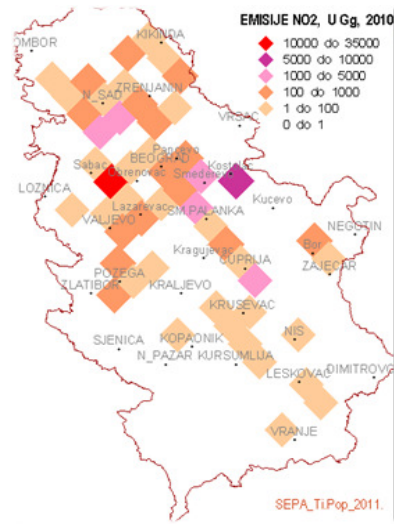 EMISIJE NO2, U Gg, 2010
10000 do 35000
5000 do 10000
1000 do 5000
100 do 1000
1 do 100
0 do 1
KIKINDA
OMBOR
ZRENJANIN
N_SAD
VRSAC
Pancevo
BEOGRAD
Sabac
Obrenovac
Smederevo
Kostolac
LOZNICA
Kucevo
Lazarevac
VALJEVO
SM.PALANKA
NEGOTIN
Bor
Kragujevac
CUPRIJA
ZAJECAR
POZEGA
ZLATIBOR
KRALJEVO
KRUSEVAC
NIS
KOPAONIK
SJENICA
N_PAZAR
KURSUMLIJA
DIMITROVG
LESKOVAC
VRANJE
SEPA_Ti.Pop_2011.